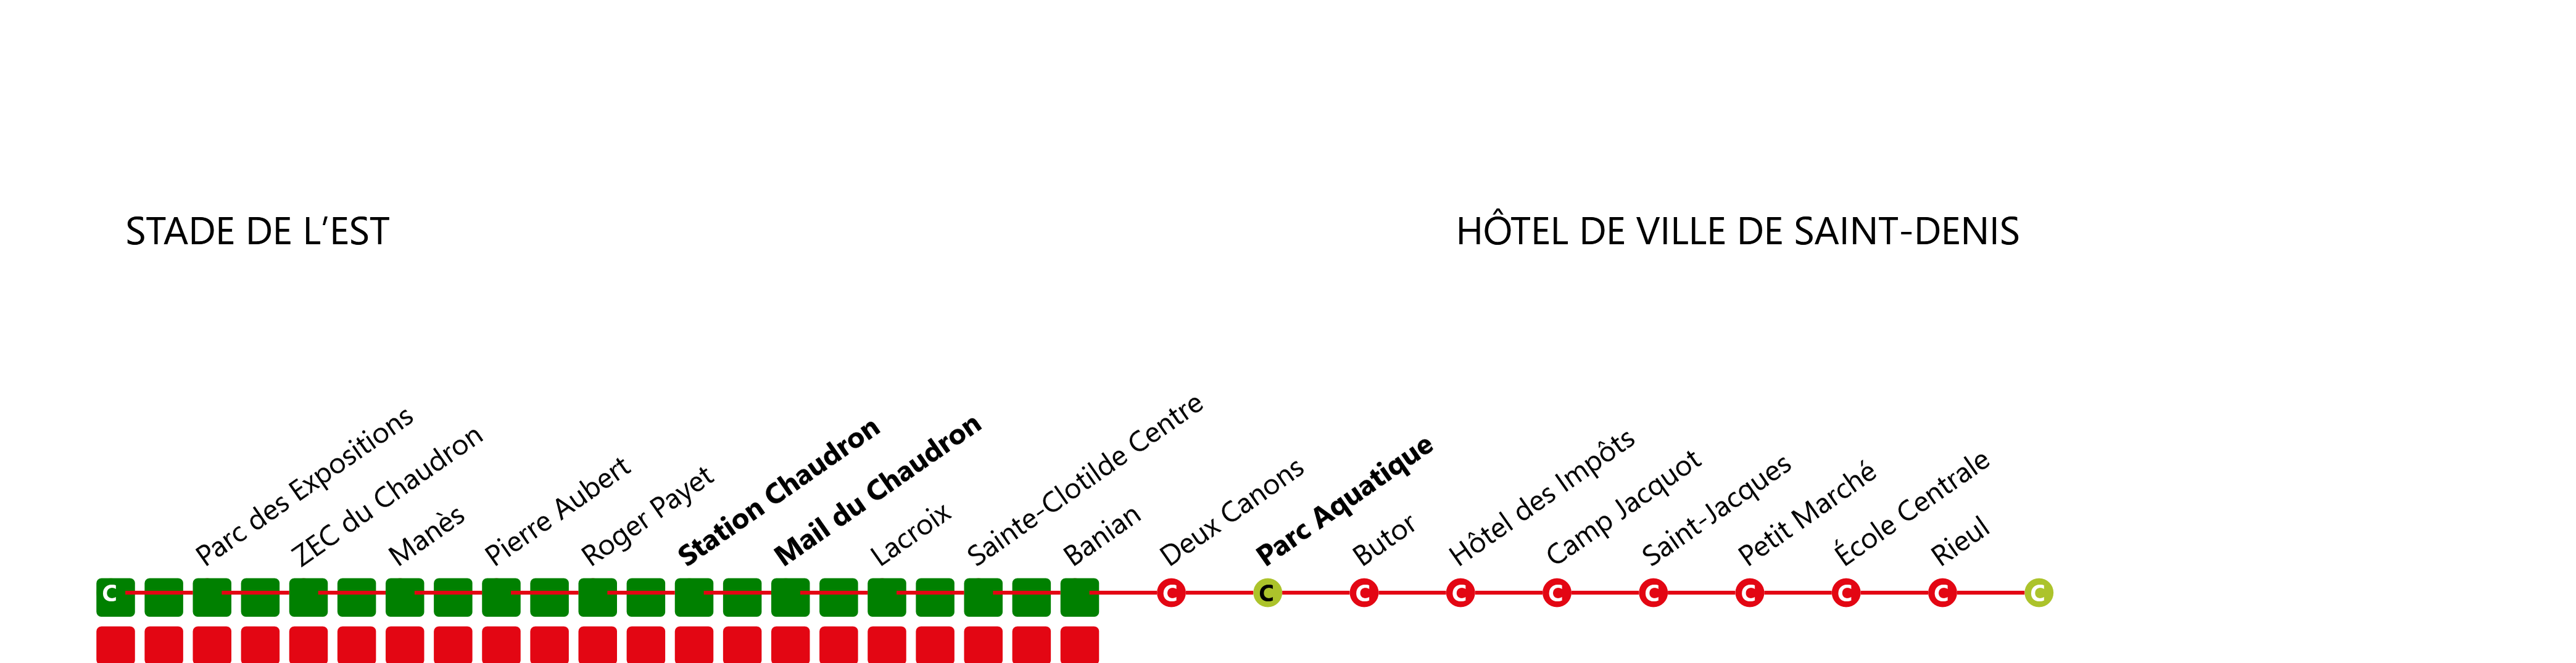 STADE DE L’EST
HÔTEL DE VILLE DE SAINT-DENIS
Parc des Expositions
ZEC du Chaudron
Manès
Pierre Aubert
Roger Payet
Station Chaudron
Mail du Chaudron
Lacroix
Sainte-Clotilde Centre
Banian
Deux Canons
Parc Aquatique
Butor
Hôtel des Impôts
Camp Jacquot
Saint-Jacques
Petit Marché
École Centrale
Rieul
C C C C C C C C C C C